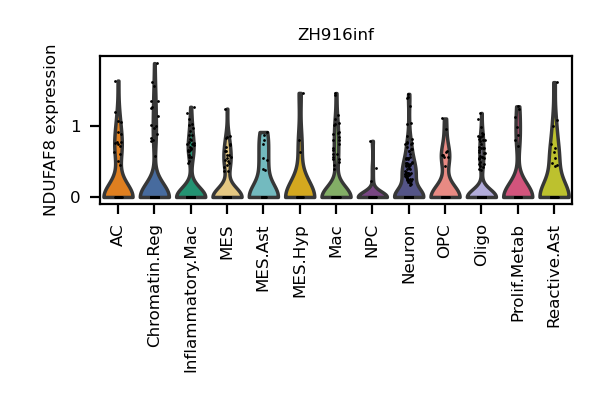 ZH916inf
NDUFAF8 expression
1
0
AC
Chromatin.Reg
Inflammatory.Mac
MES
MES.Ast
MES.Hyp
Mac
NPC
Neuron
OPC
Oligo
Prolif.Metab
Reactive.Ast